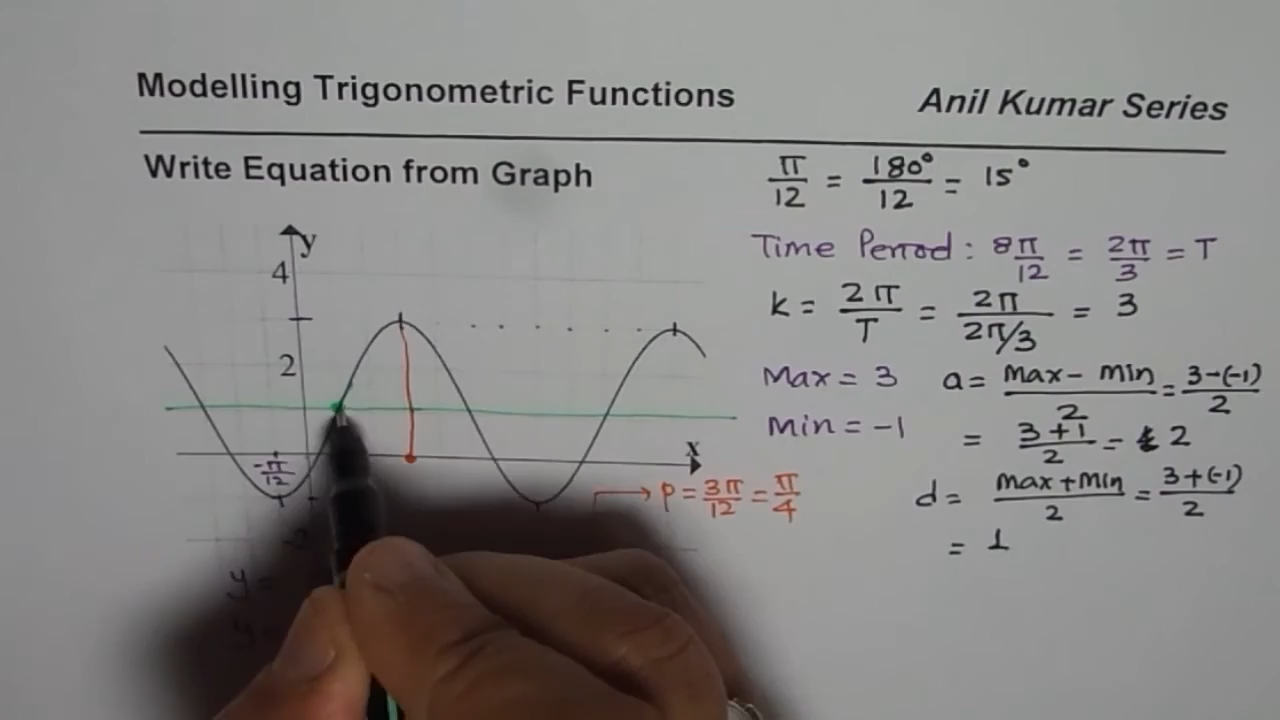 Modelling Trigonometric Functions
Anil Kumar Series
Write Equation from Graph
π/12 = 180°/12 = 15°
Time Period: 8π/12 = 2π/3 = T
k = 2π/T = 2π/(2π/3) = 3
Max = 3
a = (max - min)/2 = (3-(-1))/2
Min = -1
= (3+1)/2 = 2
d = (max + min)/2 = (3+(-1))/2
= 1
y
4
2
x
-π/12
p = 3π/12 = π/4
-2
y =
y